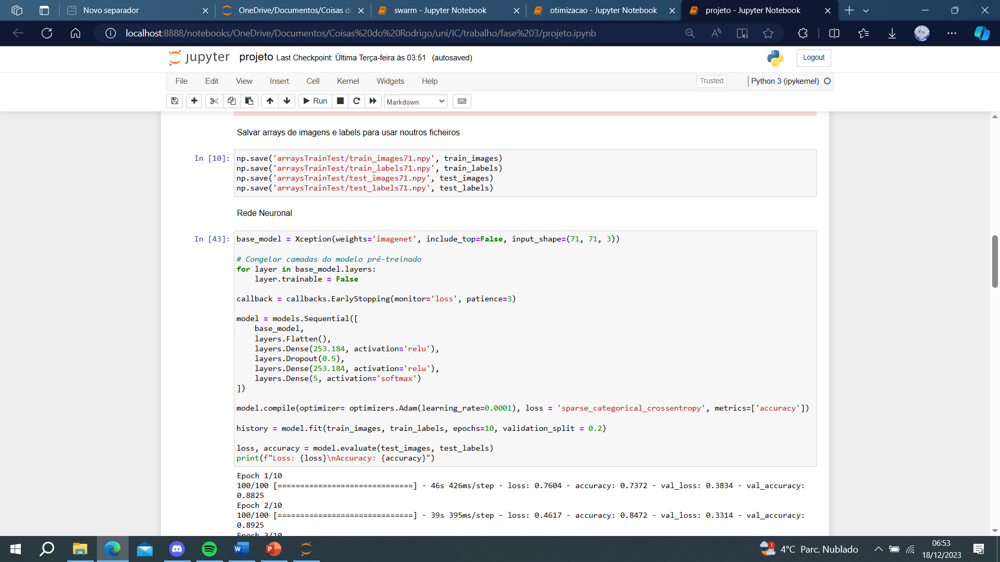 Novo separador
OneDrive/Documentos/Coisas do
swarm - Jupyter Notebook
otimizacao - Jupyter Notebook
projeto - Jupyter Notebook
localhost:8888/notebooks/OneDrive/Documentos/Coisas%20do%20Rodrigo/uni/IC/trabalho/fase%203/projeto.ipynb
jupyter projeto Last Checkpoint: Última Terça-feira às 03:51 (autosaved)
Logout
File Edit View Insert Cell Kernel Widgets Help
Trusted
Python 3 (ipykernel)
Run
Markdown
Salvar arrays de imagens e labels para usar noutros ficheiros
In [10]: np.save('arraysTrainTest/train_images71.npy', train_images)
np.save('arraysTrainTest/train_labels71.npy', train_labels)
np.save('arraysTrainTest/test_images71.npy', test_images)
np.save('arraysTrainTest/test_labels71.npy', test_labels)
Rede Neuronal
In [43]: base_model = Xception(weights='imagenet', include_top=False, input_shape=(71, 71, 3))
# Congelar camadas do modelo pré-treinado
for layer in base_model.layers:
    layer.trainable = False
callback = callbacks.EarlyStopping(monitor='loss', patience=3)
model = models.Sequential([
    base_model,
    layers.Flatten(),
    layers.Dense(253.184, activation='relu'),
    layers.Dropout(0.5),
    layers.Dense(253.184, activation='relu'),
    layers.Dense(5, activation='softmax')
])
model.compile(optimizer= optimizers.Adam(learning_rate=0.0001), loss = 'sparse_categorical_crossentropy', metrics=['accuracy'])
history = model.fit(train_images, train_labels, epochs=10, validation_split = 0.2)
loss, accuracy = model.evaluate(test_images, test_labels)
print(f"Loss: {loss}\nAccuracy: {accuracy}")
Epoch 1/10
100/100 [==============================] - 46s 426ms/step - loss: 0.7604 - accuracy: 0.7372 - val_loss: 0.3834 - val_accuracy:
0.8825
Epoch 2/10
100/100 [==============================] - 39s 395ms/step - loss: 0.4617 - accuracy: 0.8472 - val_loss: 0.3314 - val_accuracy:
0.8925
Epoch 3/10
1
4°C Parc. Nublado
06:53
18/12/2023